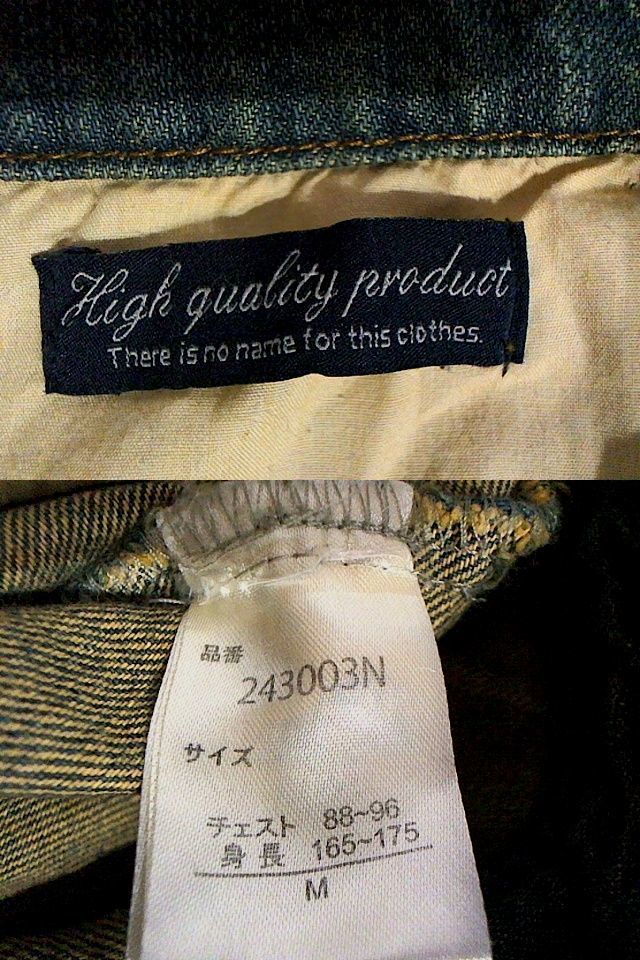 High quality product
There is no name for this clothes.
品番
243003N
サイズ
チェスト 88~96
身長 165~175
M